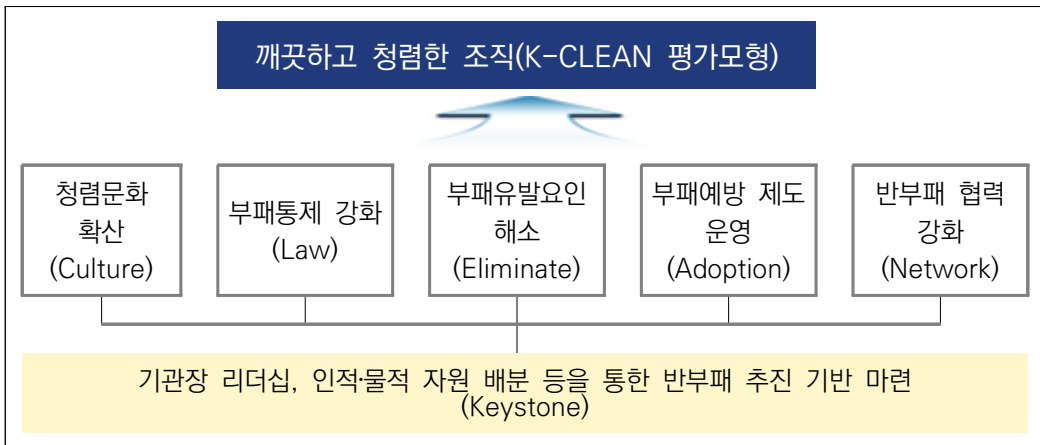 깨끗하고 청렴한 조직(K-CLEAN 평가모형)
청렴문화
확산
(Culture)
부패통제 강화
(Law)
부패유발요인
해소
(Eliminate)
부패예방 제도
운영
(Adoption)
반부패 협력
강화
(Network)
기관장 리더십, 인적·물적 자원 배분 등을 통한 반부패 추진 기반 마련
(Keystone)